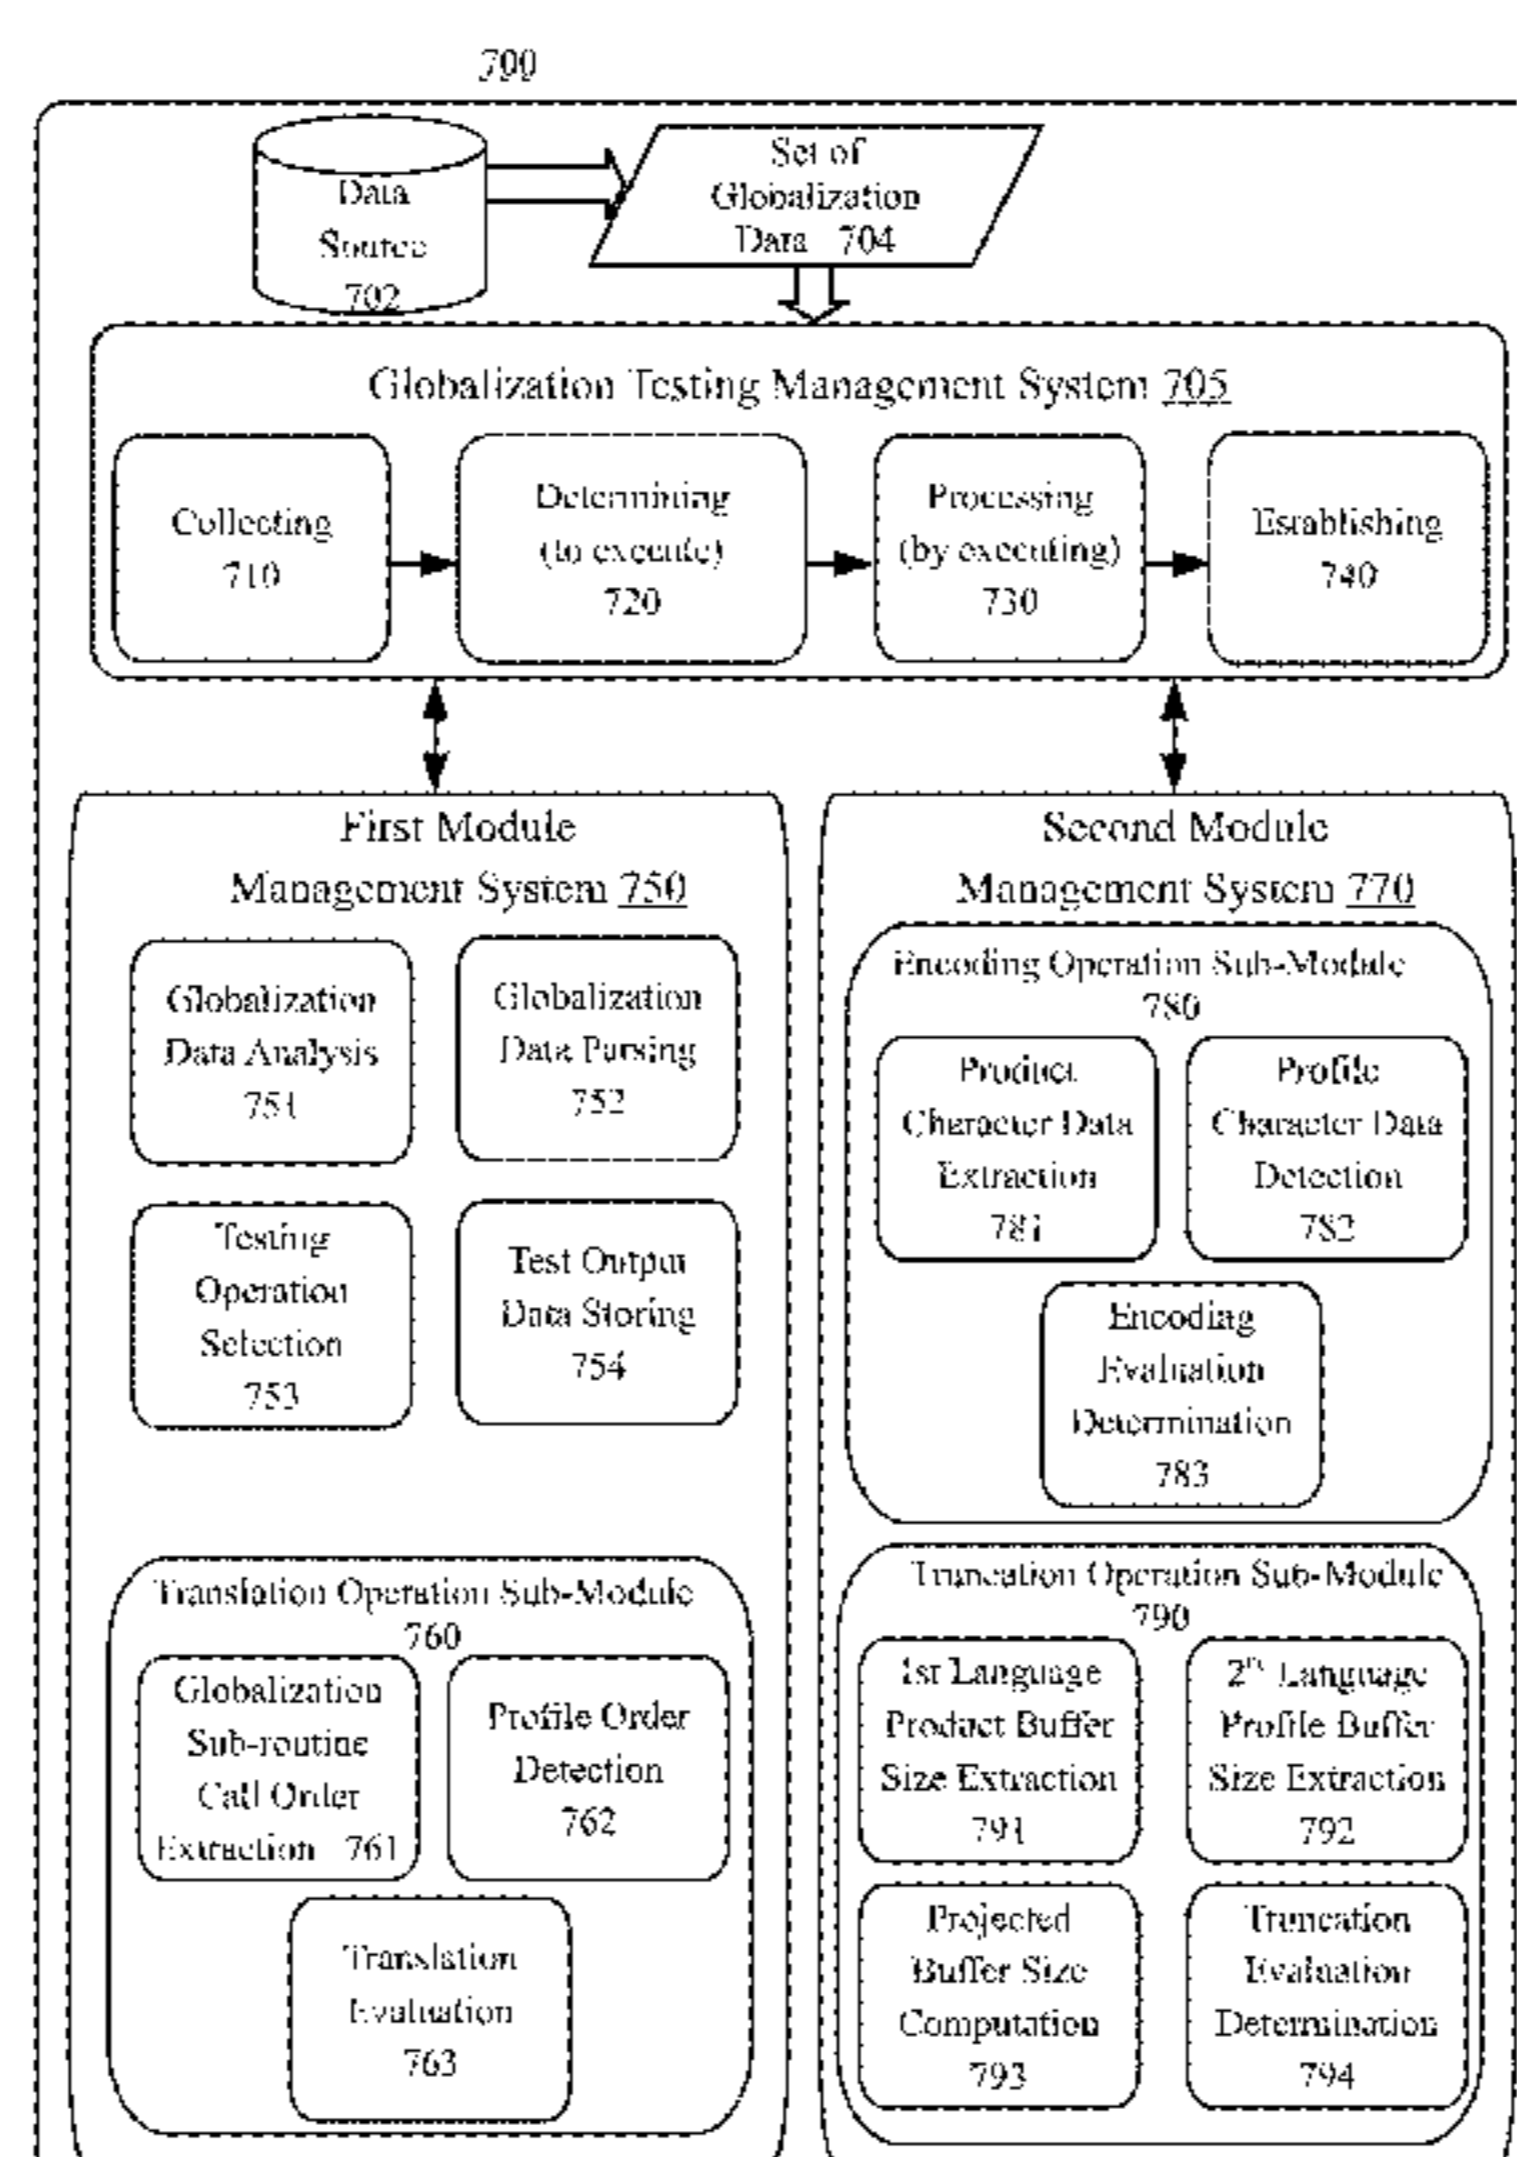 700
Data
Source
702
Set of
Globalization
Data 704
Globalization Testing Management System 705
Collecting
710
Determining
(to execute)
720
Processing
(by executing)
730
Establishing
740
First Module
Management System 750
Globalization
Data Analysis
751
Globalization
Data Parsing
752
Testing
Operation
Selection
753
Test Output
Data Storing
754
Translation Operation Sub-Module
760
Globalization
Sub-routine
Call Order
Extraction 761
Profile Order
Detection
762
Translation
Evaluation
763
Second Module
Management System 770
Encoding Operation Sub-Module
780
Product
Character Data
Extraction
781
Profile
Character Data
Detection
782
Encoding
Evaluation
Determination
783
Truncation Operation Sub-Module
790
1st Language
Product Buffer
Size Extraction
791
2ⁿ Language
Profile Buffer
Size Extraction
792
Projected
Buffer Size
Computation
793
Truncation
Evaluation
Determination
794